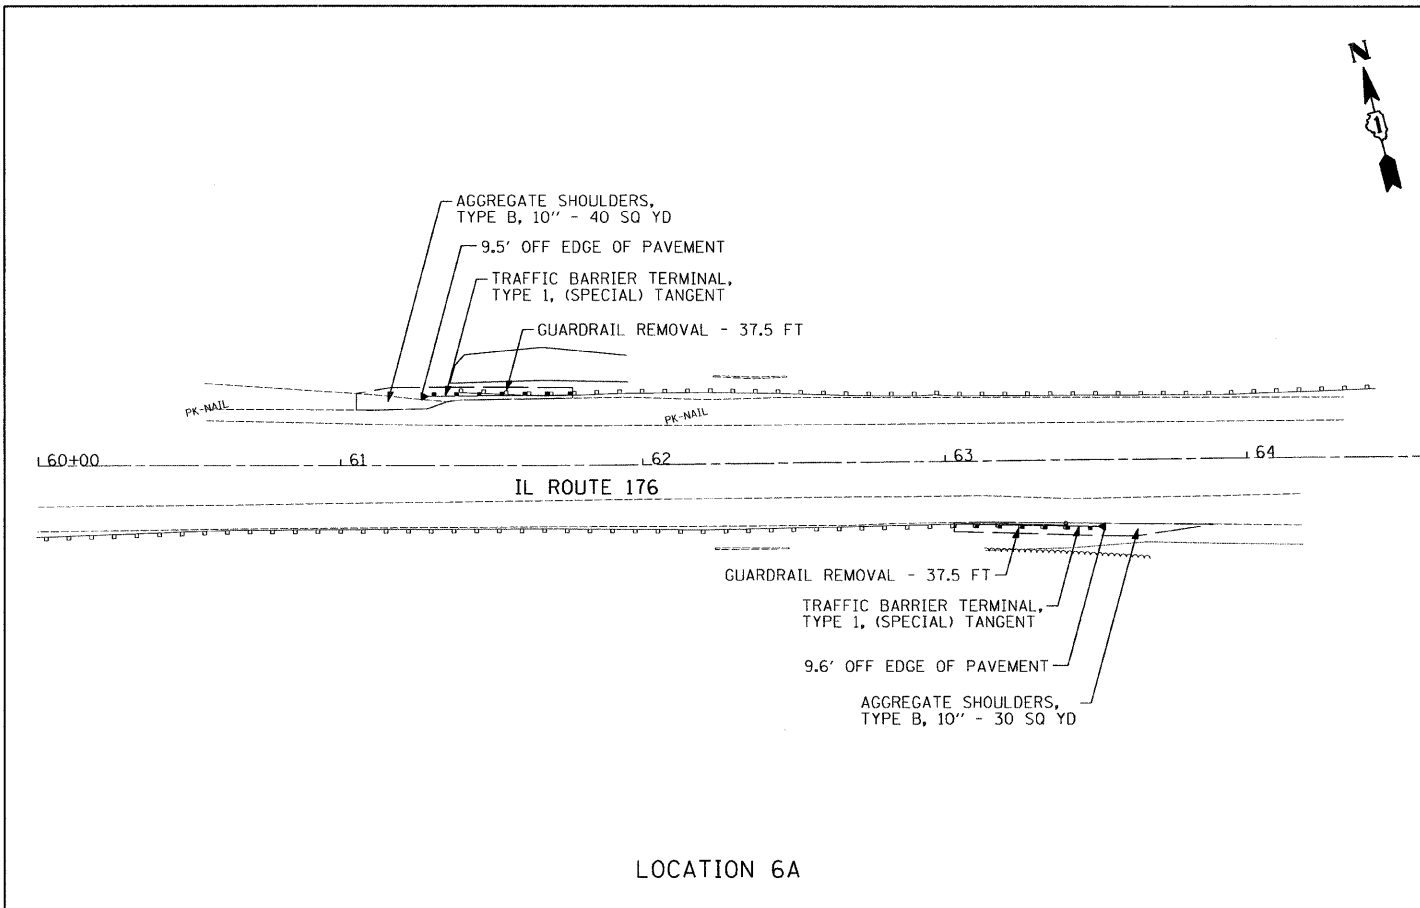 N
1
AGGREGATE SHOULDERS,
TYPE B, 10" - 40 SQ YD
9.5' OFF EDGE OF PAVEMENT
TRAFFIC BARRIER TERMINAL,
TYPE 1, (SPECIAL) TANGENT
GUARDRAIL REMOVAL - 37.5 FT
PK-NAIL
PK-NAIL
60+00
61
62
63
64
IL ROUTE 176
GUARDRAIL REMOVAL - 37.5 FT
TRAFFIC BARRIER TERMINAL,
TYPE 1, (SPECIAL) TANGENT
9.6' OFF EDGE OF PAVEMENT
AGGREGATE SHOULDERS,
TYPE B, 10" - 30 SQ YD
LOCATION 6A